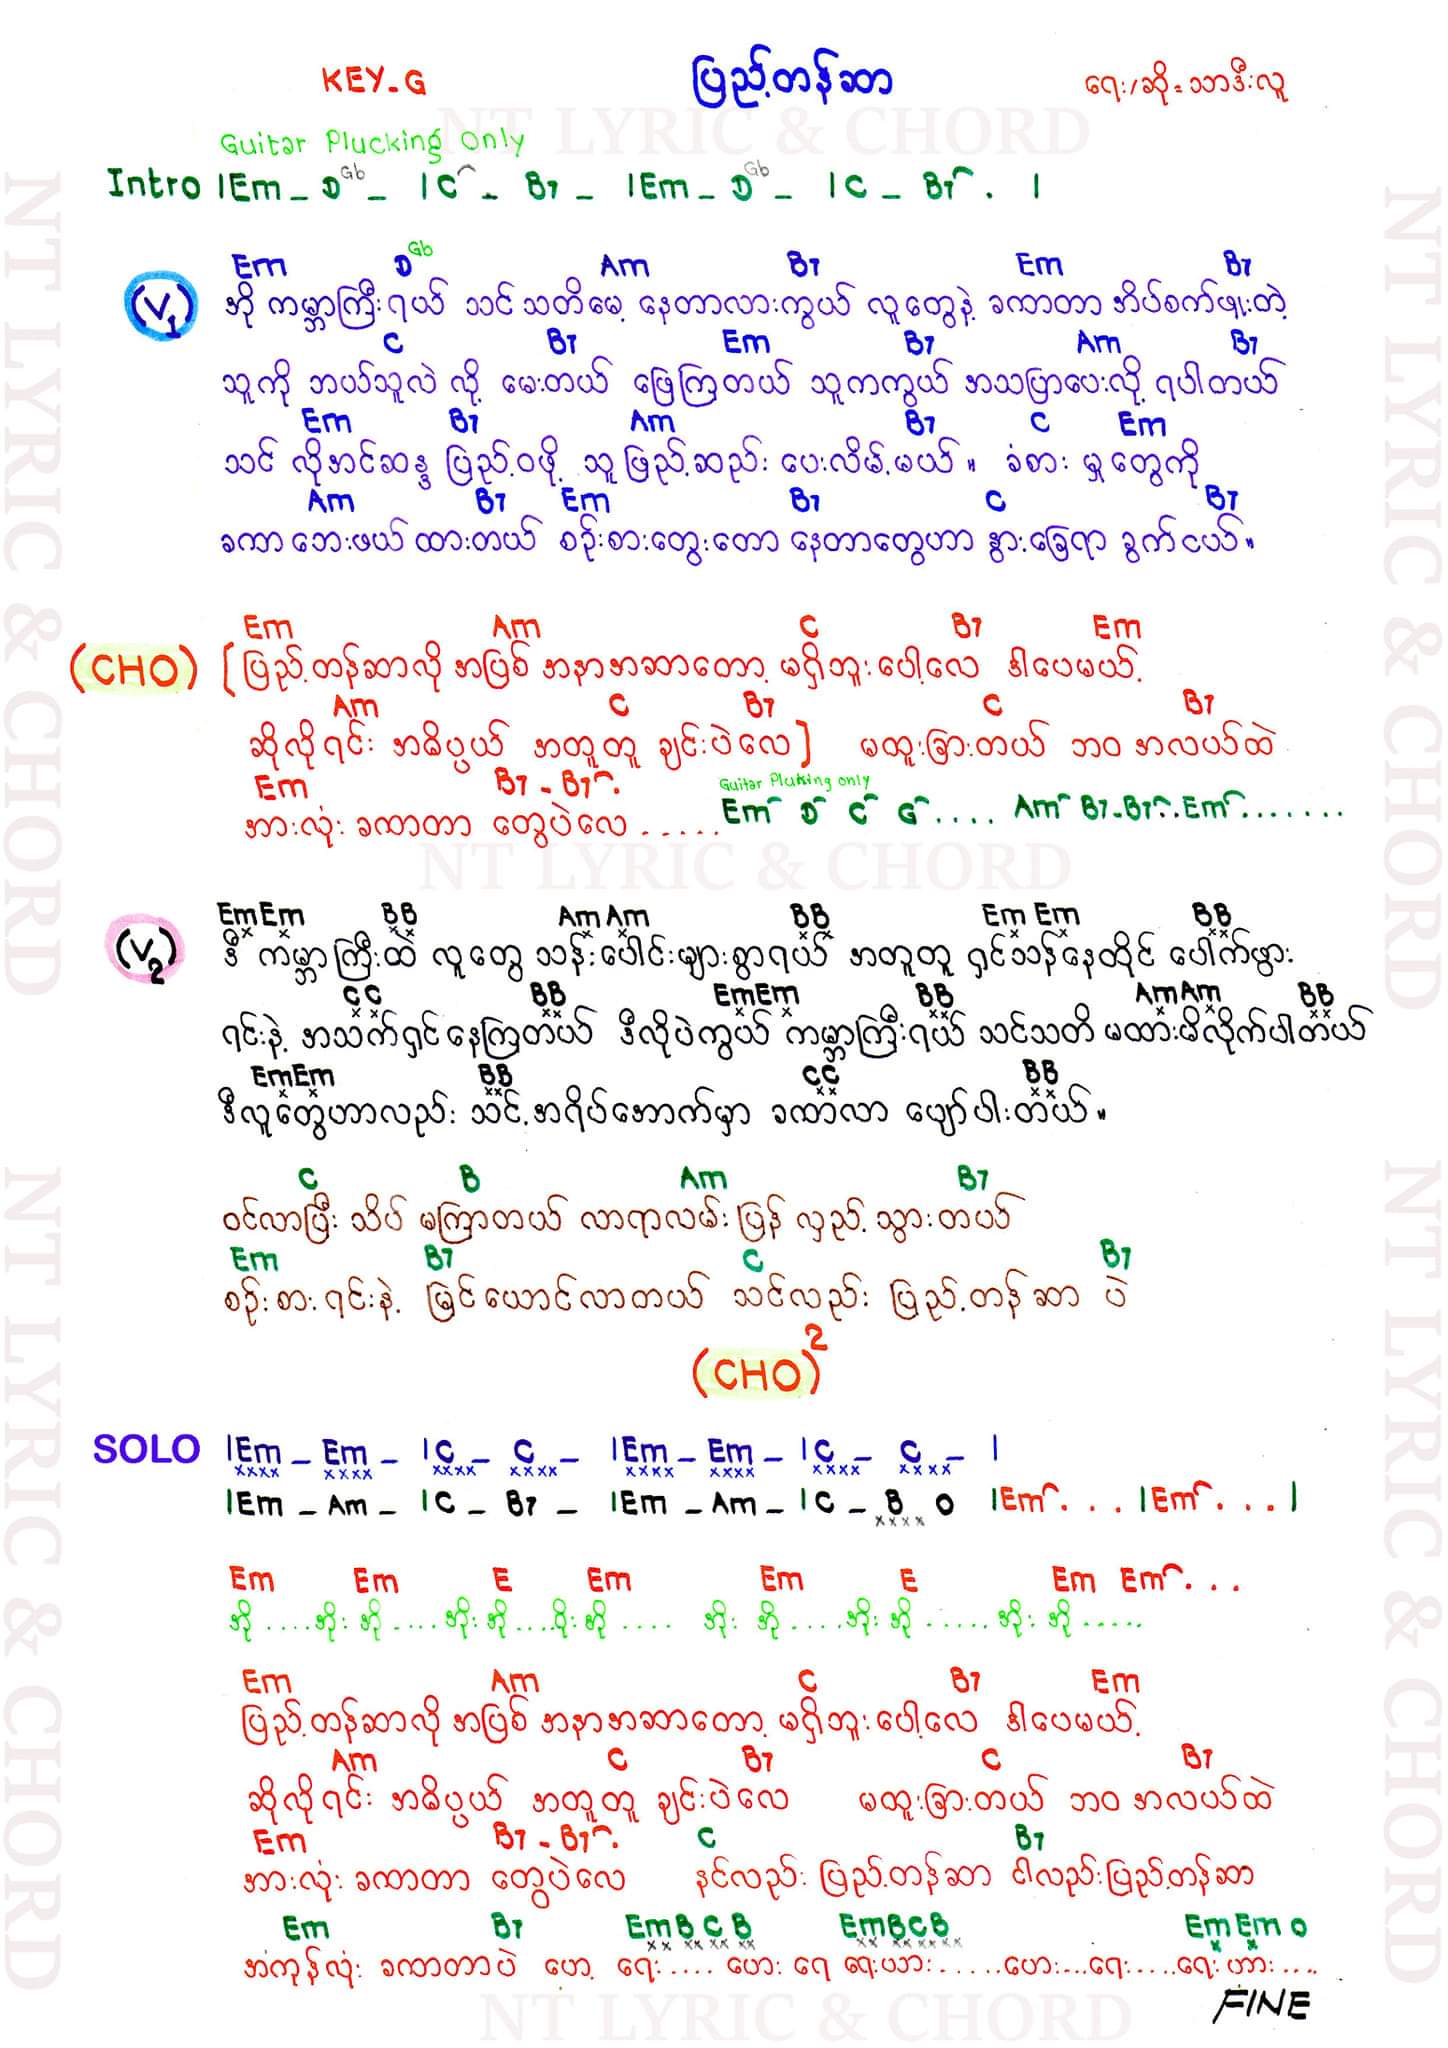 KEY-G ပြည့်တန်ဆာ ရေး/ဆို = သာဒီးလူ
NT LYRIC & CHORD
Guitar Plucking Only
Intro |Em _ D Gb _ |C _ B7 _ |Em _ D Gb _ |C _ B7 . |
Em D Gb Am B7 Em B7
(V1) အို ကမ္ဘာကြီးရယ် သင် သတိမေ့ နေတာလားကွယ် လူတွေနဲ့ ခဏတာ အိပ်စက်ဖူးတဲ့
C B7 Em B7 Am B7
သူ့ကို ဘယ်သူလဲ လို့ မေးတယ် ဖြေကြတယ် သူကကွယ် အသပြာပေးလို့ ရပါတယ်
Em B7 Am B7 C Em
သင် လိုအင်ဆန္ဒ ပြည့်ဝဖို့ သူ ဖြည့်ဆည်း ပေးလိမ့်မယ်။ ခံစား မှုတွေကို
Am B7 Em B7 C B7
ခဏ ဘေးဖယ် ထားတယ် စဉ်းစားတွေးတော နေတာတွေဟာ နွားခြေရာ ခွက်ငယ်။
Em Am C B7 Em
(CHO) [ပြည့်တန်ဆာလို့ အပြစ် အနာအဆာတော့ မရှိဘူးပေါ့လေ ဒါပေမယ့်
Am C B7 C B7
ဆိုလိုရင်း အဓိပ္ပယ် အတူတူ ချင်းပဲလေ] မထူးခြားတယ် ဘဝ အလယ်ထဲ
Em B7 - B7 . Guitar Plucking only
အားလုံး ခဏတာ တွေပဲလေ ..... Em D C G .... Am B7-B7 .. Em .......
NT LYRIC & CHORD
Em Em BB Am Am BB Em Em BB
(V2) ဒီ ကမ္ဘာကြီးထဲ လူတွေ သန်းပေါင်းများစွာရယ် အတူတူ ရှင်သန်နေထိုင် ပေါက်ဖွား
CC BB EmEm BB AmAm BB
ရင်းနဲ့ အသက်ရှင်နေကြတယ် ဒီလိုပဲကွယ် ကမ္ဘာကြီးရယ် သင်သတိ မထားမိလိုက်ပါတယ်
EmEm BB CC BB
ဒီလူတွေဟာလည်း သင့်အရိပ်အောက်မှာ ခဏလာ ပျော်ပါးတယ်။
C B Am B7
ဝင်လာပြီး သိပ် မကြာတယ် လာရာလမ်း ပြန် လှည့် သွားတယ်
Em B7 C B7
စဉ်းစားရင်းနဲ့ မြင်ယောင်လာတယ် သင်လည်း ပြည့်တန်ဆာ ပဲ
(CHO)2
SOLO |Em _ Em _ |C _ C _ |Em _ Em _ |C _ C _ |
|Em _ Am _ |C _ B7 _ |Em _ Am _ |C _ B O |Em . . . |Em . . . |
Em Em E Em Em E Em Em . . .
အို ....အိုး အို ....အိုး အို ....အိုး အို .... အိုး အို ....အိုး အို ......အိုး အို ......
Em Am C B7 Em
ပြည့်တန်ဆာလို့ အပြစ် အနာအဆာတော့ မရှိဘူးပေါ့လေ ဒါပေမယ့်
Am C B7 C B7
ဆိုလိုရင်း အဓိပ္ပယ် အတူတူ ချင်းပဲလေ မထူးခြားတယ် ဘဝ အလယ်ထဲ
Em B7 - B7 . C B7
အားလုံး ခဏတာ တွေပဲလေ နင်လည်း ပြည့်တန်ဆာ ငါလည်းပြည့်တန်ဆာ
Em B7 Em B C B Em B C B Em Em O
အကုန်လုံး ခဏတာပဲ ဟေ့ ရေး .... ဟေး ရေ ရေးယား .....ဟေး...ရေး....ရေးဟား ....
FINE
NT LYRIC & CHORD
NT LYRIC & CHORD
NT LYRIC & CHORD
NT LYRIC & CHORD
NT LYRIC & CHORD